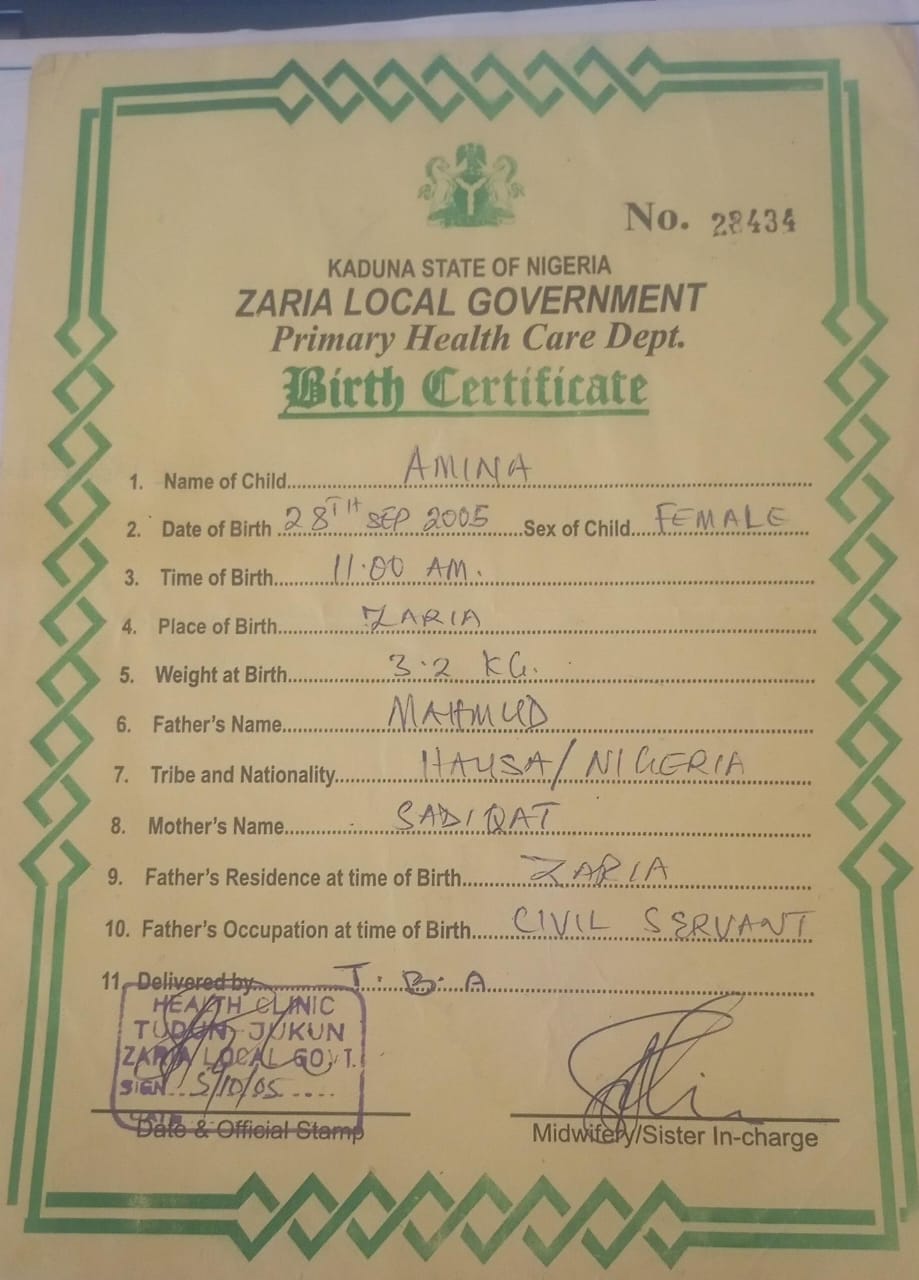 No. 28434
KADUNA STATE OF NIGERIA
ZARIA LOCAL GOVERNMENT
Primary Health Care Dept.
Birth Certificate
1. Name of Child AMINA
2. Date of Birth 28TH SEP 2005 Sex of Child FEMALE
3. Time of Birth 11.00 AM.
4. Place of Birth ZARIA
5. Weight at Birth 3.2 KG.
6. Father's Name MAHMUD
7. Tribe and Nationality HAUSA/NIGERIA
8. Mother's Name SADIQAT
9. Father's Residence at time of Birth ZARIA
10. Father's Occupation at time of Birth CIVIL SERVANT
11. Delivered by T.B.A
HEALTH CLINIC
TUDUN JUKUN
ZARIA LOCAL GOVT.
SIGN 5/10/05
DATE
Date & Official Stamp
Midwifery/Sister In-charge